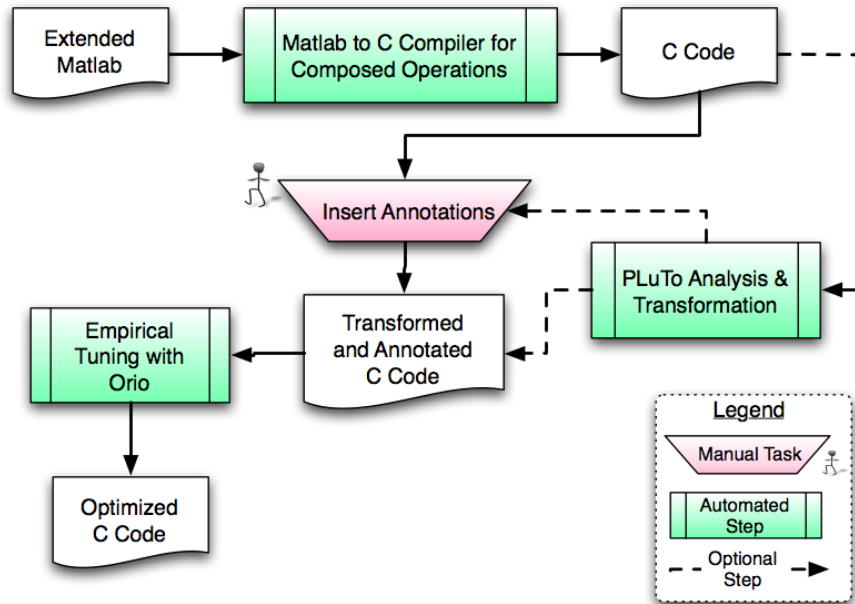 Extended
Matlab
Matlab to C Compiler for
Composed Operations
C Code
Insert Annotations
PLuTo Analysis &
Transformation
Empirical
Tuning with
Orio
Transformed
and Annotated
C Code
Optimized
C Code
Legend
Manual Task
Automated
Step
Optional
Step